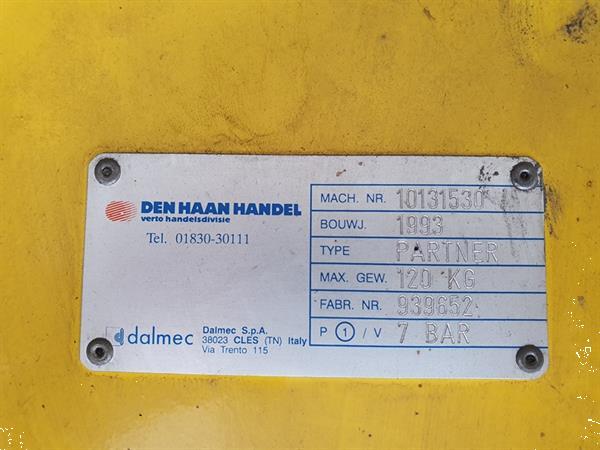 DEN HAAN HANDEL
verto handelsdivisie
Tel. 01830-30111
MACH. NR. 10131530
BOUWJ. 1993
TYPE PARTNER
MAX. GEW. 120 KG
FABR. NR. 939652
P 1 / V 7 BAR
dalmec
Dalmec S.p.A.
38023 CLES (TN) Italy
Via Trento 115